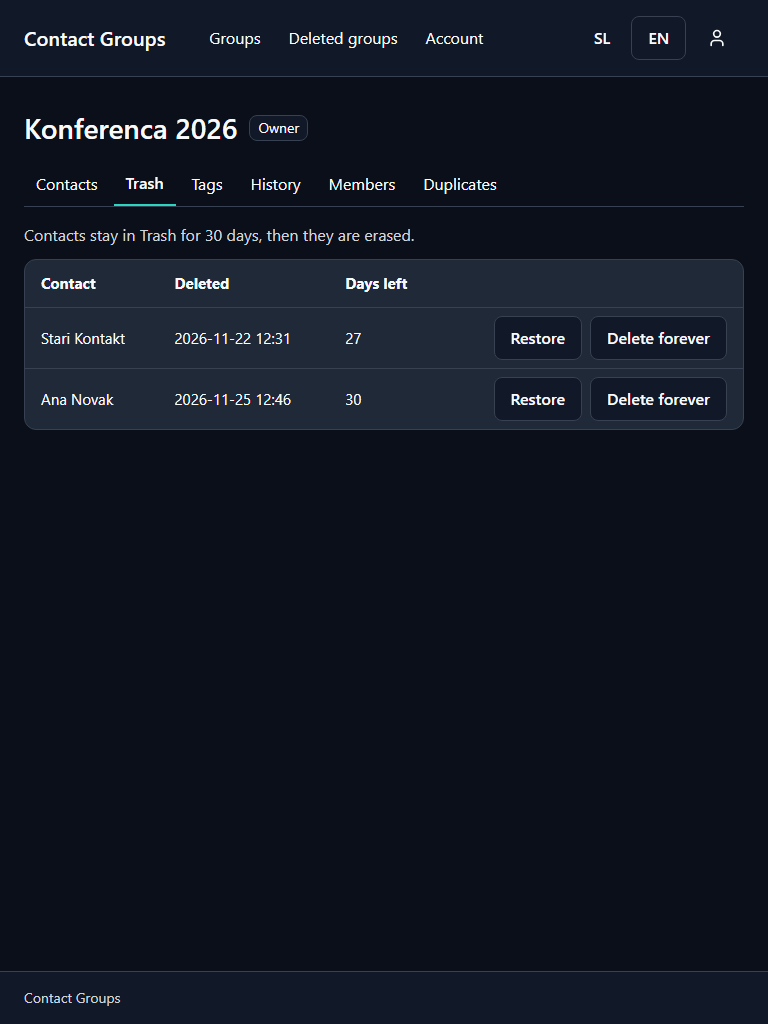 Contact Groups Groups Deleted groups Account SL EN
Konferenca 2026 Owner
Contacts Trash Tags History Members Duplicates
Contacts stay in Trash for 30 days, then they are erased.
Contact Deleted Days left
Stari Kontakt 2026-11-22 12:31 27 Restore Delete forever
Ana Novak 2026-11-25 12:46 30 Restore Delete forever
Contact Groups